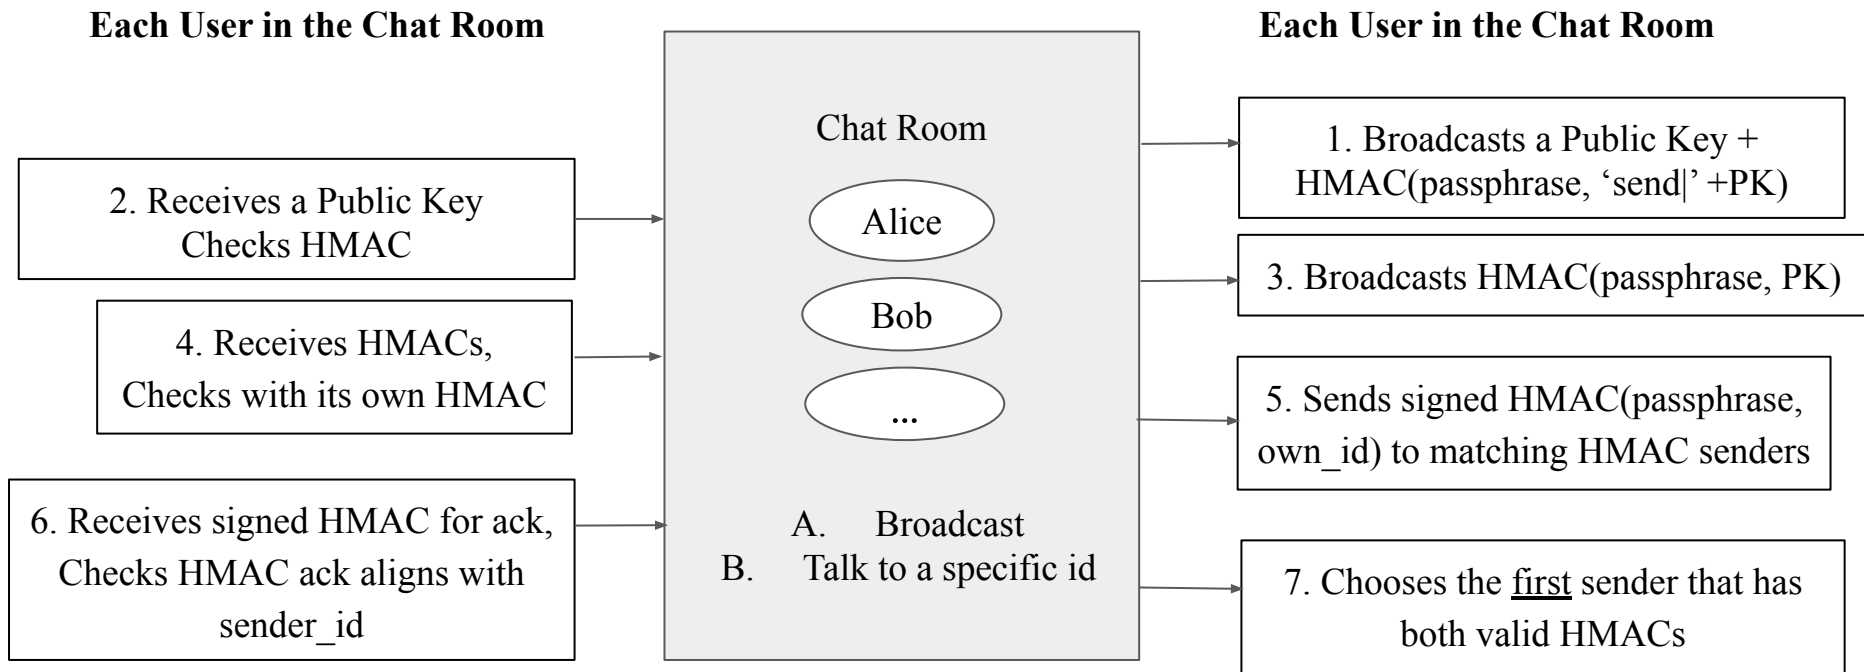 Each User in the Chat Room
2. Receives a Public Key
Checks HMAC
4. Receives HMACs,
Checks with its own HMAC
6. Receives signed HMAC for ack,
Checks HMAC ack aligns with
sender_id
Chat Room
Alice
Bob
...
A. Broadcast
B. Talk to a specific id
Each User in the Chat Room
1. Broadcasts a Public Key +
HMAC(passphrase, ‘send|’ +PK)
3. Broadcasts HMAC(passphrase, PK)
5. Sends signed HMAC(passphrase,
own_id) to matching HMAC senders
7. Chooses the first sender that has
both valid HMACs